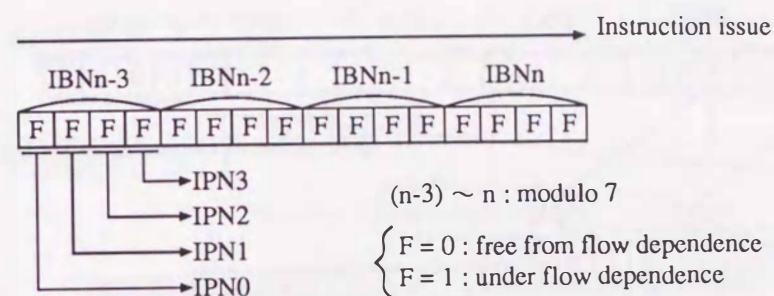 Instruction issue
IBNn-3 IBNn-2 IBNn-1 IBNn
F F F F F F F F F F F F F F F F
IPN3
(n-3) ~ n : modulo 7
IPN2
IPN1
F = 0 : free from flow dependence
F = 1 : under flow dependence
IPN0